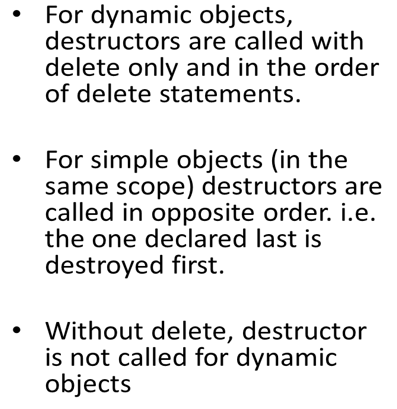 • For dynamic objects,
destructors are called with
delete only and in the order
of delete statements.
• For simple objects (in the
same scope) destructors are
called in opposite order. i.e.
the one declared last is
destroyed first.
• Without delete, destructor
is not called for dynamic
objects